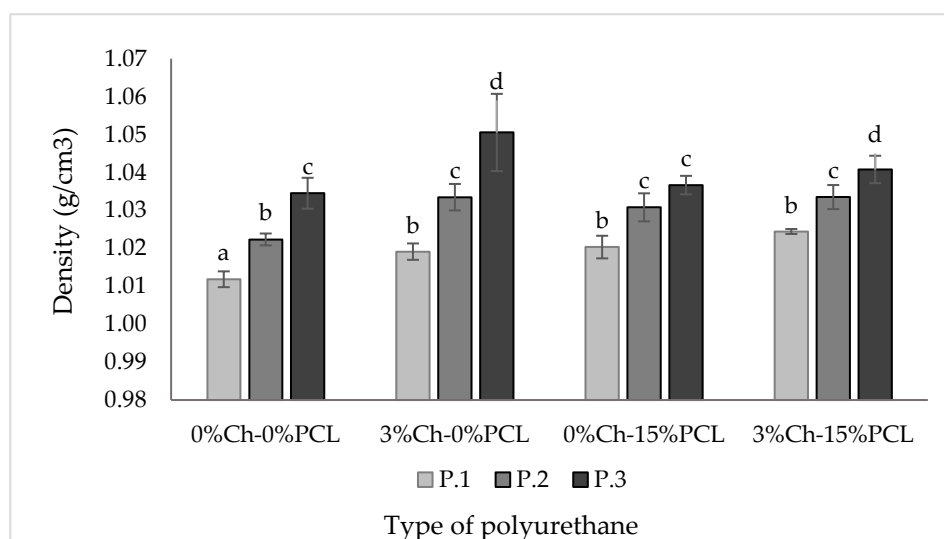 1.07
1.06
1.05
1.04
1.03
1.02
1.01
1.00
0.99
0.98
Density (g/cm3)
a b c
b c d
b c c
b c d
0%Ch-0%PCL 3%Ch-0%PCL 0%Ch-15%PCL 3%Ch-15%PCL
P.1 P.2 P.3
Type of polyurethane